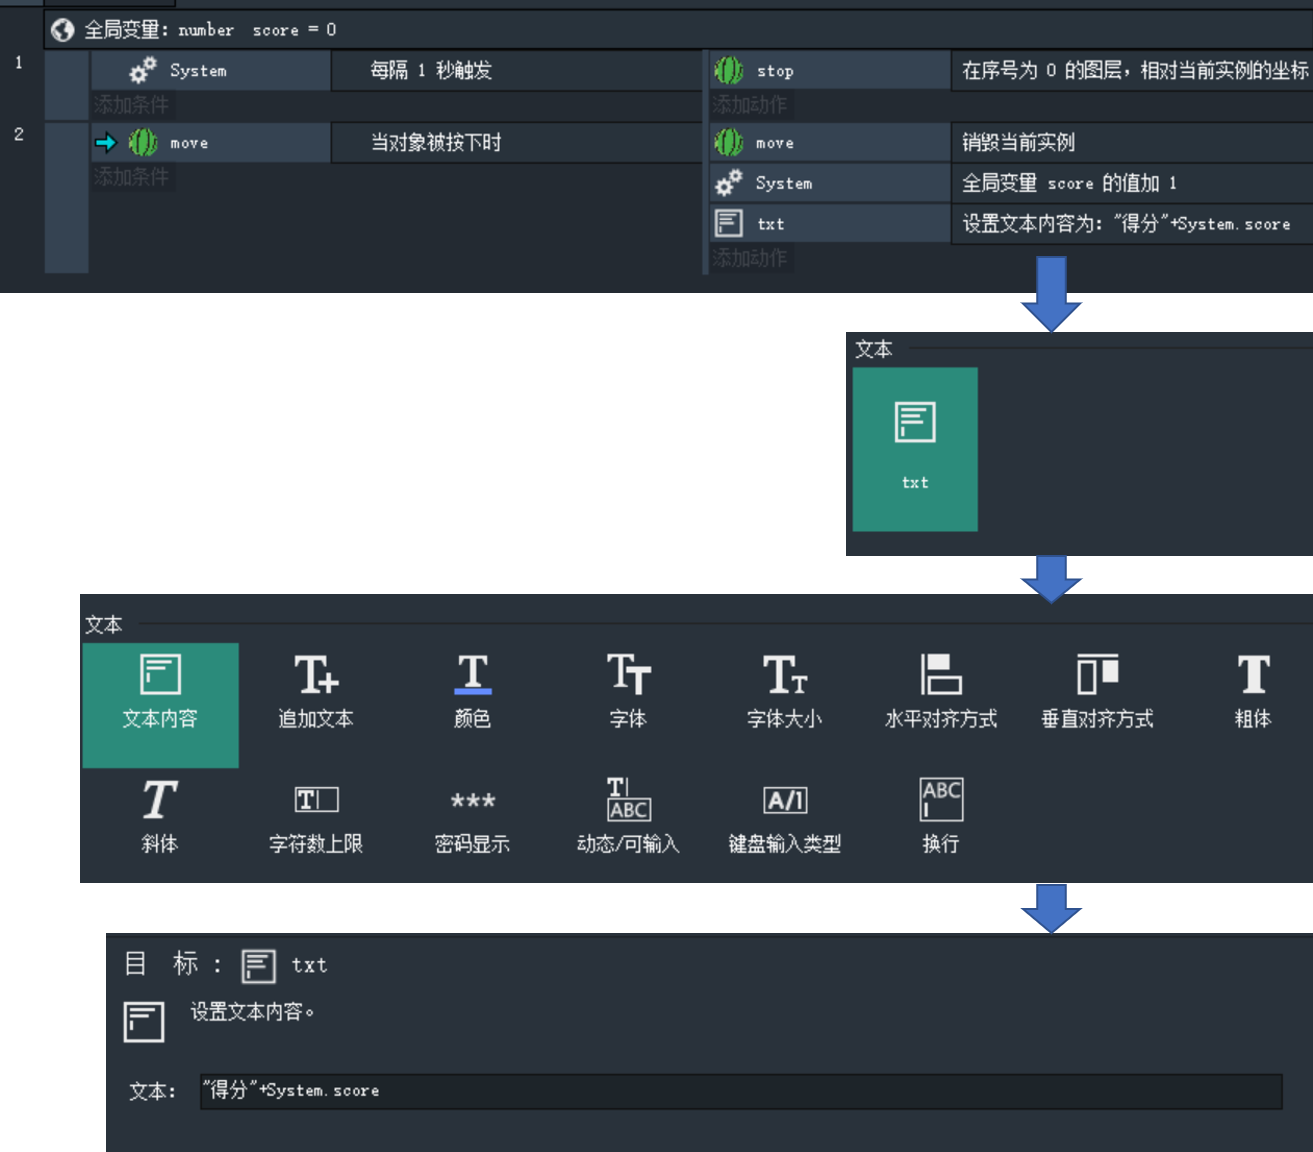 全局变量: number score = 0
1 System 每隔 1 秒触发 stop 在序号为 0 的图层，相对当前实例的坐标
添加条件 添加动作
2 move 当对象被按下时 move 销毁当前实例
添加条件 System 全局变量 score 的值加 1
txt 设置文本内容为: "得分"+System.score
添加动作
文本
txt
文本
文本内容 追加文本 颜色 字体 字体大小 水平对齐方式 垂直对齐方式 粗体
斜体 字符数上限 密码显示 动态/可输入 键盘输入类型 换行
目 标 : txt
设置文本内容。
文本: "得分"+System.score